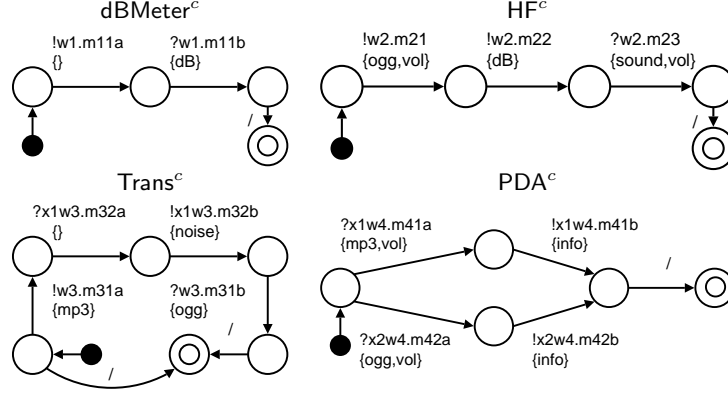 dBMeter^c
!w1.m11a
{}
?w1.m11b
{dB}
/
HF^c
!w2.m21
{ogg,vol}
!w2.m22
{dB}
?w2.m23
{sound,vol}
/
Trans^c
?x1w3.m32a
{}
!x1w3.m32b
{noise}
!w3.m31a
{mp3}
?w3.m31b
{ogg}
/
/
PDA^c
?x1w4.m41a
{mp3,vol}
!x1w4.m41b
{info}
/
?x2w4.m42a
{ogg,vol}
!x2w4.m42b
{info}